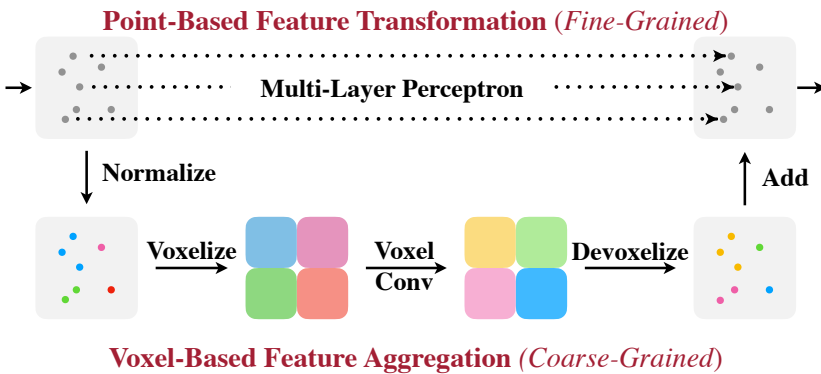 Point-Based Feature Transformation (Fine-Grained)
Multi-Layer Perceptron
Normalize
Add
Voxelize
Voxel
Conv
Devoxelize
Voxel-Based Feature Aggregation (Coarse-Grained)